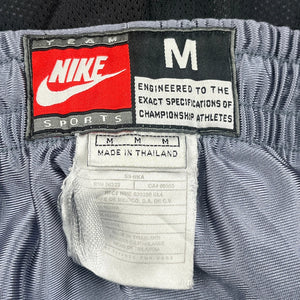 TEAM
NIKE
SPORTS
M
ENGINEERED TO THE
EXACT SPECIFICATIONS OF
CHAMPIONSHIP ATHLETES
M M M
MADE IN THAILAND